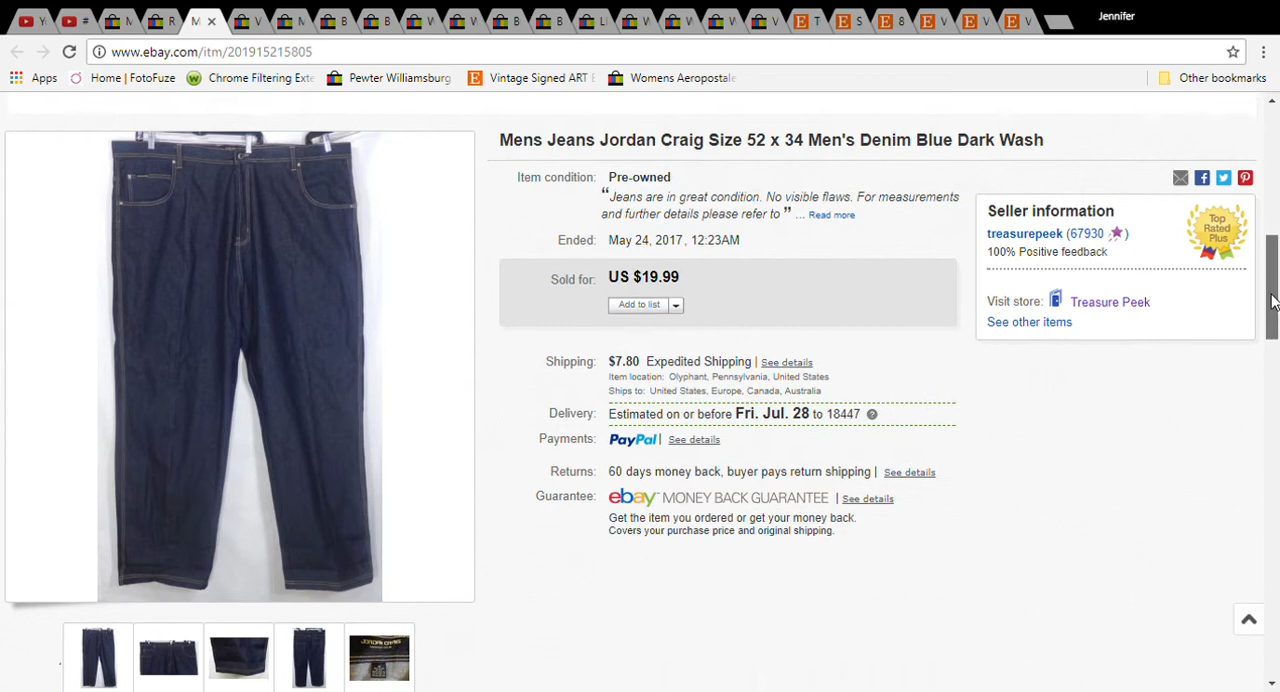 Jennifer
www.ebay.com/itm/201915215805
Apps Home | FotoFuze Chrome Filtering Exte Pewter Williamsburg Vintage Signed ART E Womens Aeropostale Other bookmarks
Mens Jeans Jordan Craig Size 52 x 34 Men's Denim Blue Dark Wash
Item condition: Pre-owned
“Jeans are in great condition. No visible flaws. For measurements
and further details please refer to ” ... Read more
Ended: May 24, 2017 , 12:23AM
Sold for: US $19.99
Add to list
Shipping: $7.80 Expedited Shipping | See details
Item location: Olyphant, Pennsylvania, United States
Ships to: United States, Europe, Canada, Australia
Delivery: Estimated on or before Fri. Jul. 28 to 18447
Payments: PayPal | See details
Returns: 60 days money back, buyer pays return shipping | See details
Guarantee: ebay MONEY BACK GUARANTEE | See details
Get the item you ordered or get your money back.
Covers your purchase price and original shipping.
Seller information
treasurepeek (67930 )
100% Positive feedback
Top
Rated
Plus
Visit store: Treasure Peek
See other items
JORDAN CRAIG